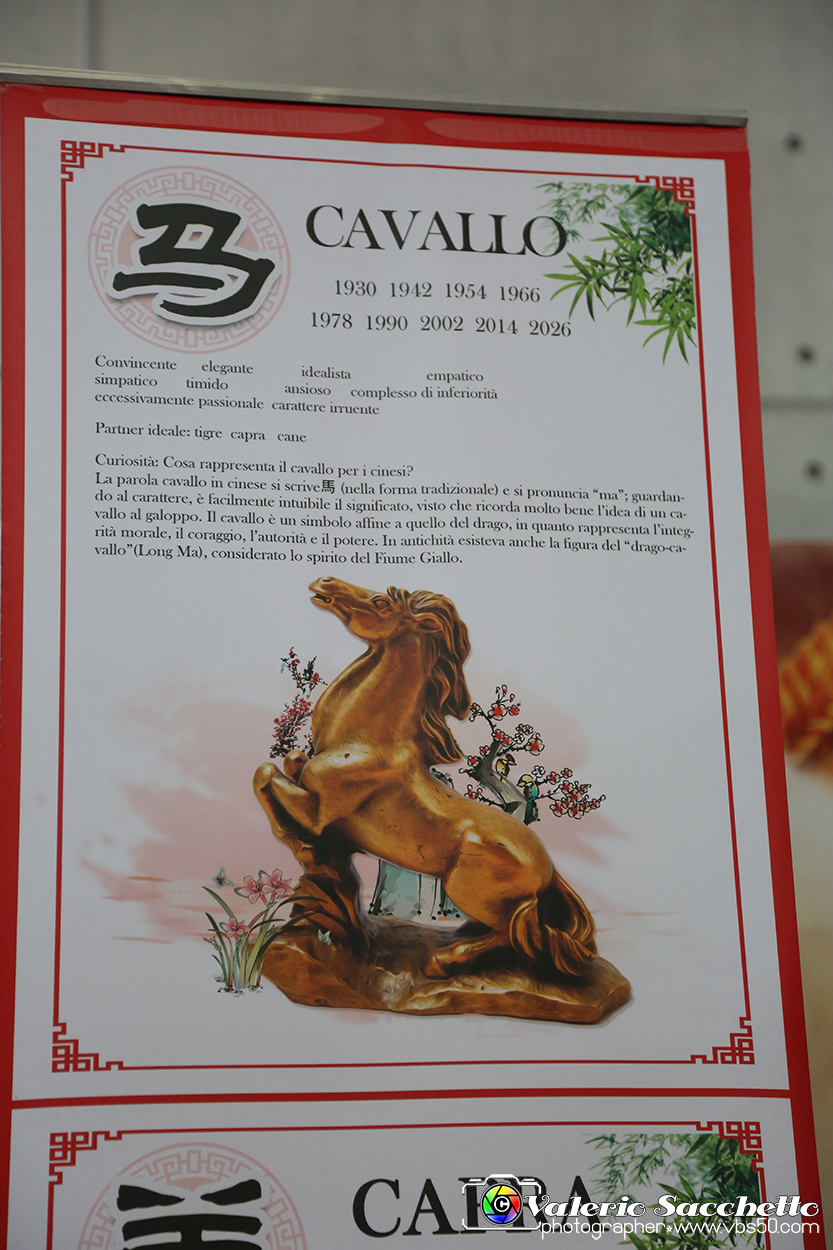 马
CAVALLO
1930 1942 1954 1966
1978 1990 2002 2014 2026
Convincente elegante idealista empatico
simpatico timido ansioso complesso di inferiorità
eccessivamente passionale carattere irruente
Partner ideale: tigre capra cane
Curiosità: Cosa rappresenta il cavallo per i cinesi?
La parola cavallo in cinese si scrive馬 (nella forma tradizionale) e si pronuncia “ma”; guardan-
do al carattere, è facilmente intuibile il significato, visto che ricorda molto bene l’idea di un ca-
vallo al galoppo. Il cavallo è un simbolo affine a quello del drago, in quanto rappresenta l’integ-
rità morale, il coraggio, l’autorità e il potere. In antichità esisteva anche la figura del “drago-ca-
vallo”(Long Ma), considerato lo spirito del Fiume Giallo.
CAPRA
Valerio Sacchetto
photographer www.vbs50.com